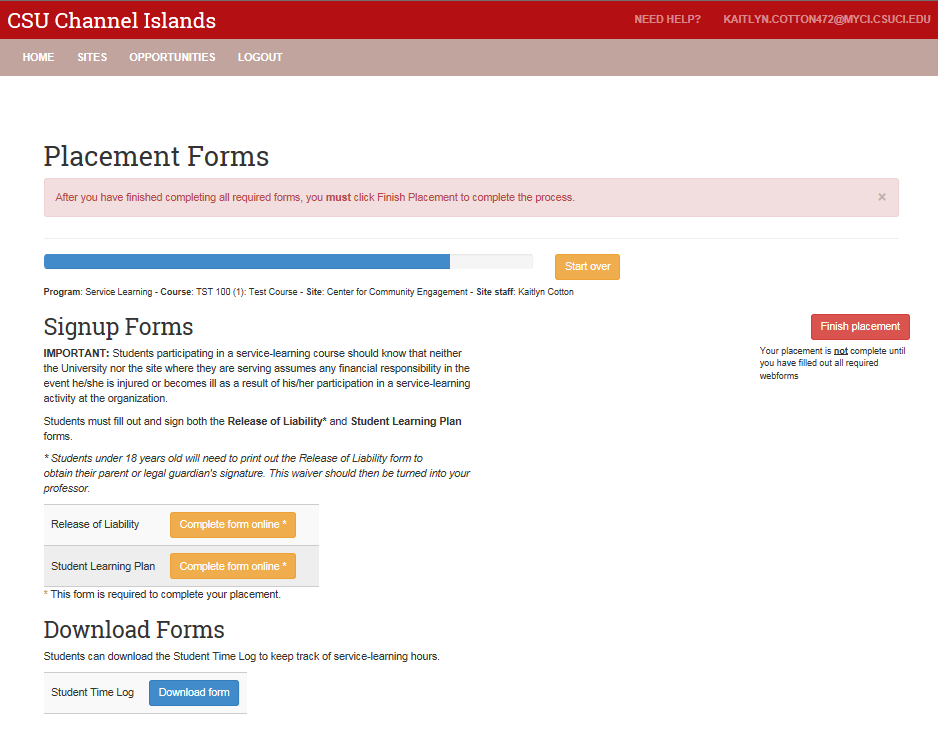 CSU Channel Islands
NEED HELP? KAITLYN.COTTON472@MYCI.CSUCI.EDU
HOME SITES OPPORTUNITIES LOGOUT
Placement Forms
After you have finished completing all required forms, you must click Finish Placement to complete the process. ×
Start over
Program: Service Learning - Course: TST 100 (1): Test Course - Site: Center for Community Engagement - Site staff: Kaitlyn Cotton
Signup Forms
IMPORTANT: Students participating in a service-learning course should know that neither
the University nor the site where they are serving assumes any financial responsibility in the
event he/she is injured or becomes ill as a result of his/her participation in a service-learning
activity at the organization.
Students must fill out and sign both the Release of Liability* and Student Learning Plan
forms.
* Students under 18 years old will need to print out the Release of Liability form to
obtain their parent or legal guardian's signature. This waiver should then be turned into your
professor.
Release of Liability Complete form online *
Student Learning Plan Complete form online *
* This form is required to complete your placement.
Finish placement
Your placement is not complete until
you have filled out all required
webforms
Download Forms
Students can download the Student Time Log to keep track of service-learning hours.
Student Time Log Download form